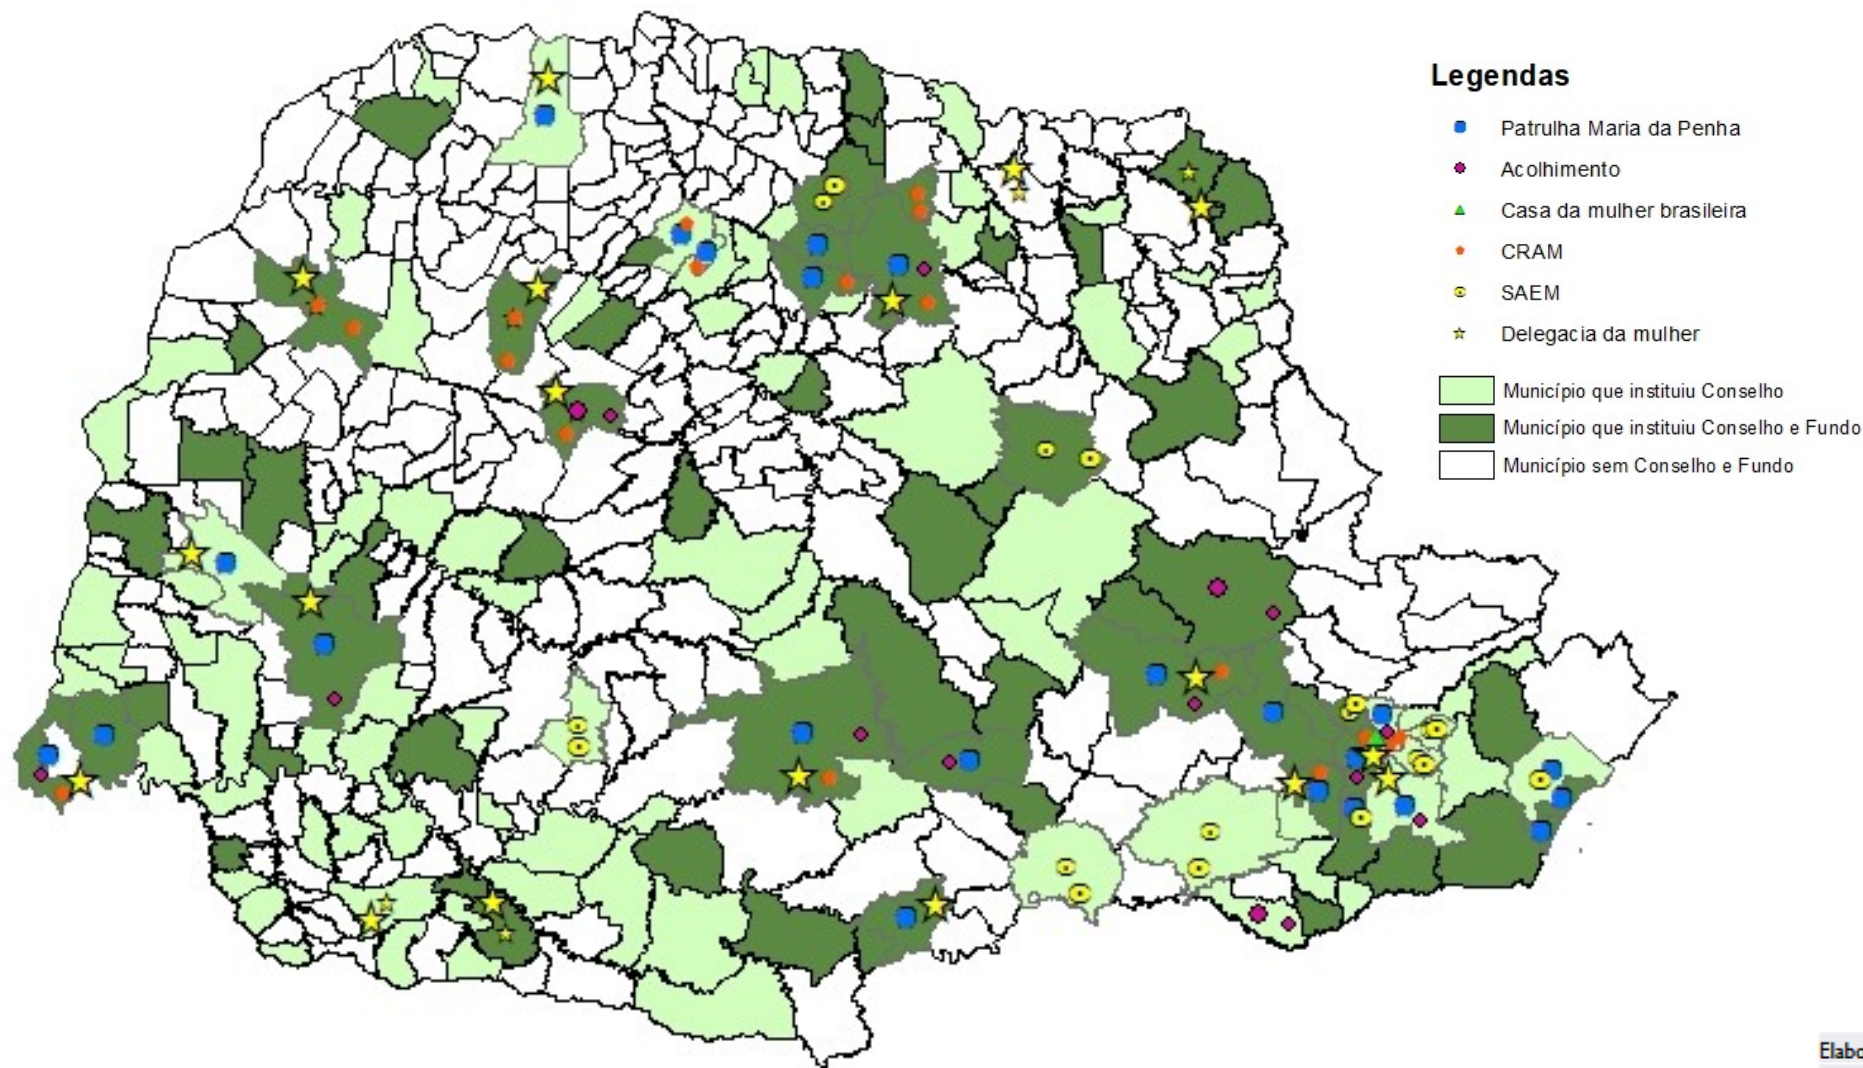 Legendas
Patrulha Maria da Penha
Acolhimento
Casa da mulher brasileira
CRAM
SAEM
Delegacia da mulher
Município que instituiu Conselho
Município que instituiu Conselho e Fundo
Município sem Conselho e Fundo
Elabo